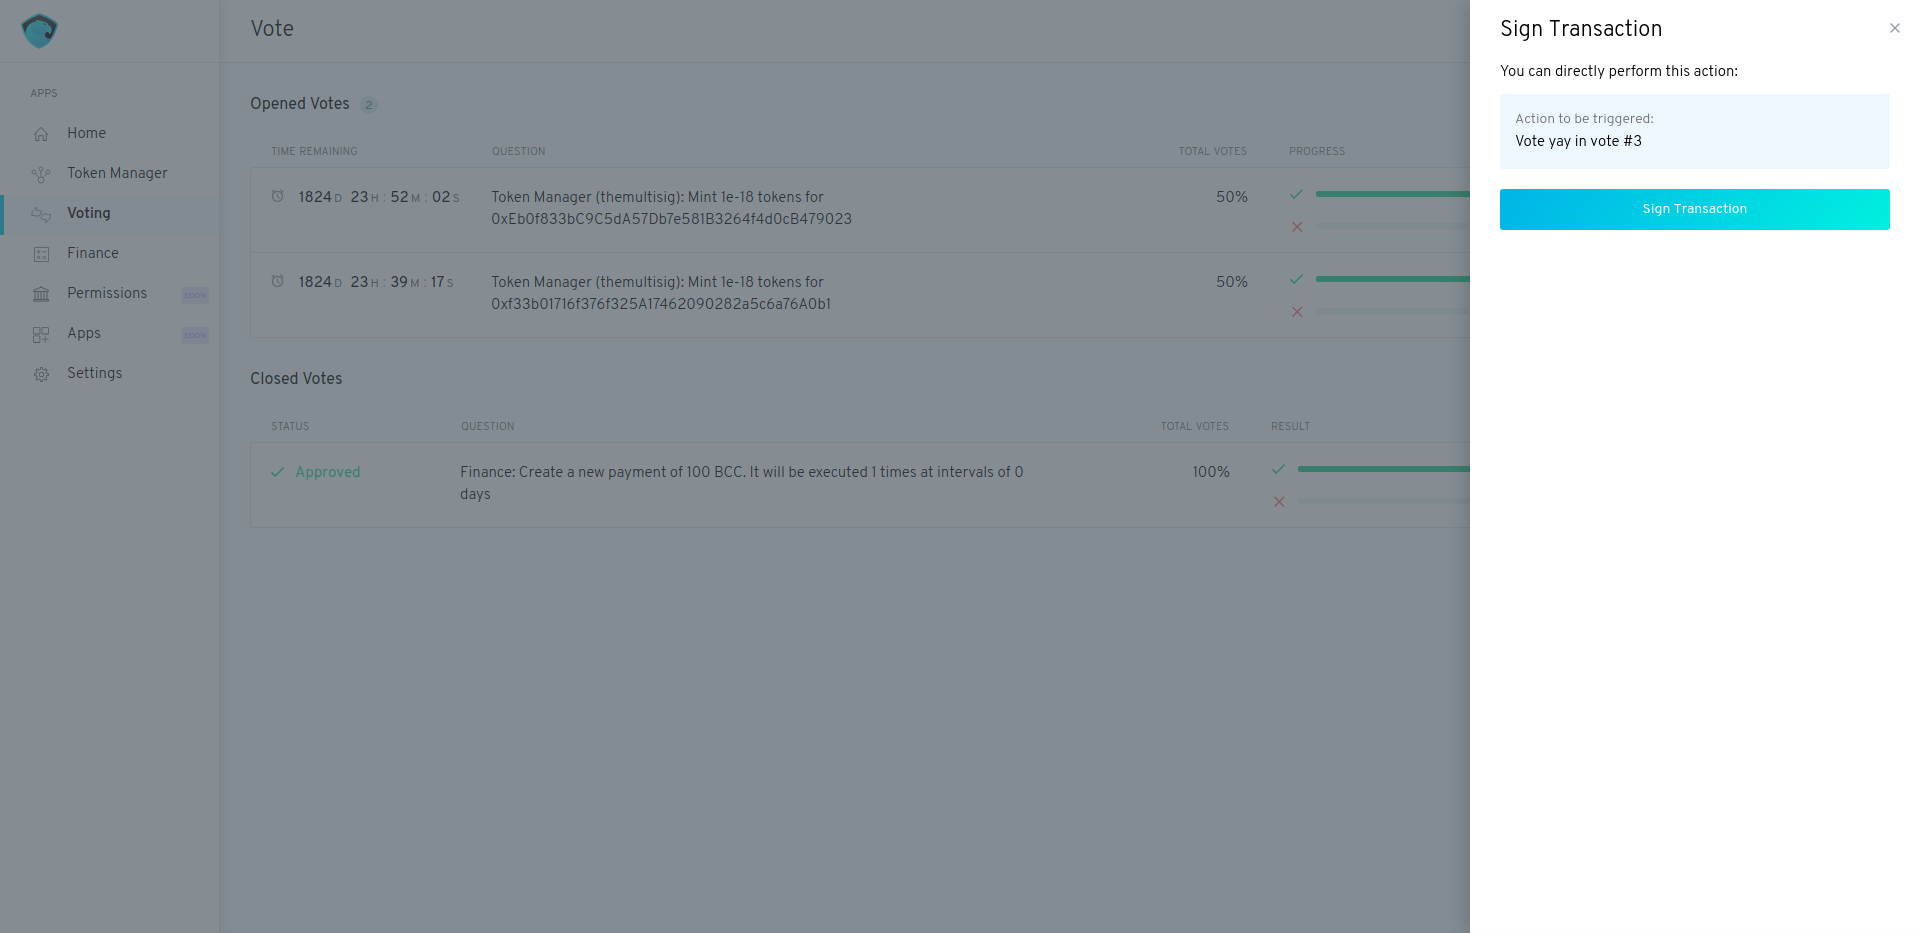 APPS
Home
Token Manager
Voting
Finance
Permissions
SOON
Apps
SOON
Settings
Vote
Opened Votes 2
TIME REMAINING QUESTION TOTAL VOTES PROGRESS
1824 D 23 H : 52 M : 02 S
Token Manager (themultisig): Mint 1e-18 tokens for
0xEb0f833bC9C5dA57Db7e581B3264f4d0cB479023
50%
1824 D 23 H : 39 M : 17 S
Token Manager (themultisig): Mint 1e-18 tokens for
0xf33b01716f376f325A17462090282a5c6a76A0b1
50%
Closed Votes
STATUS QUESTION TOTAL VOTES RESULT
Approved
Finance: Create a new payment of 100 BCC. It will be executed 1 times at intervals of 0
days
100%
Sign Transaction
You can directly perform this action:
Action to be triggered:
Vote yay in vote #3
Sign Transaction